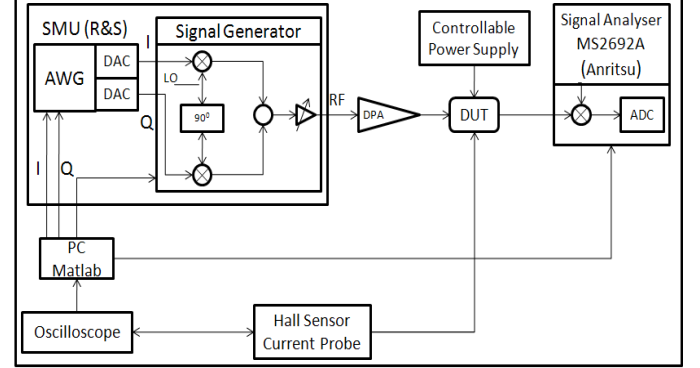 SMU (R&S)
AWG
DAC
DAC
I
Q
Signal Generator
LO
90⁰
RF
DPA
Controllable
Power Supply
DUT
Signal Analyser
MS2692A
(Anritsu)
ADC
I
Q
PC
Matlab
Oscilloscope
Hall Sensor
Current Probe